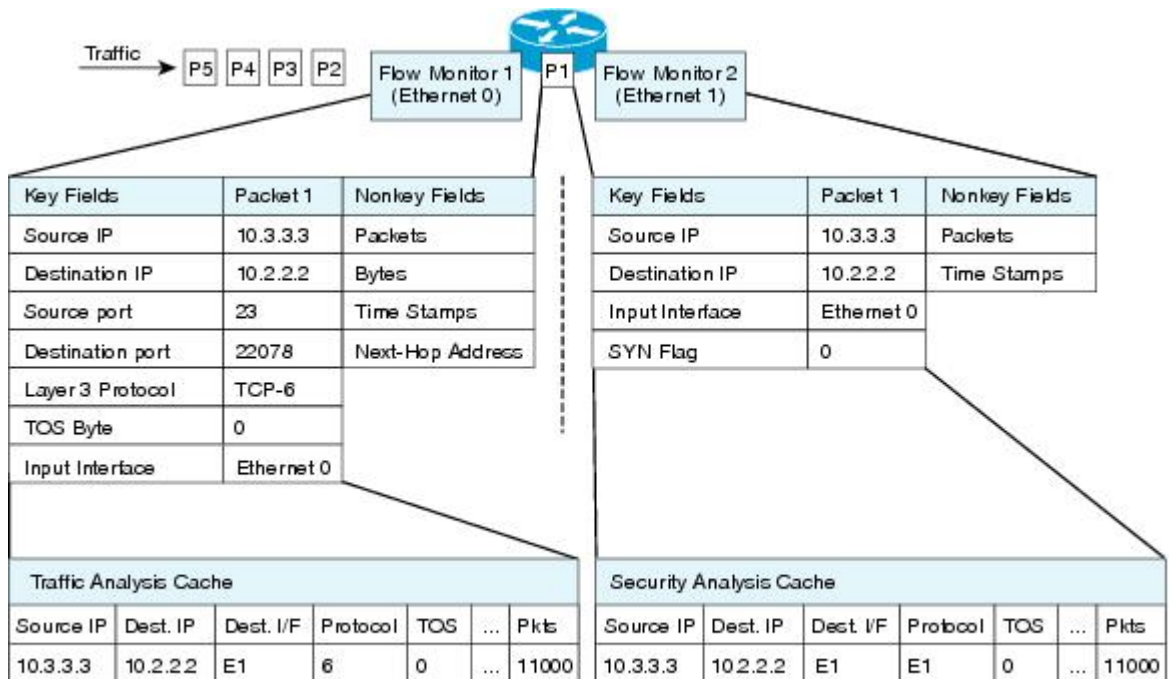 Traffic
P5 P4 P3 P2
Flow Monitor 1
(Ethernet 0)
P1
Flow Monitor 2
(Ethernet 1)
Key Fields Packet 1 Nonkey Fields
Source IP 10.3.3.3 Packets
Destination IP 10.2.2.2 Bytes
Source port 23 Time Stamps
Destination port 22078 Next-Hop Address
Layer 3 Protocol TCP-6
TOS Byte 0
Input Interface Ethernet 0
Key Fields Packet 1 Nonkey Fields
Source IP 10.3.3.3 Packets
Destination IP 10.2.2.2 Time Stamps
Input Interface Ethernet 0
SYN Flag 0
Traffic Analysis Cache
Source IP Dest. IP Dest. I/F Protocol TOS ... Pkts
10.3.3.3 10.2.2.2 E1 6 0 ... 11000
Security Analysis Cache
Source IP Dest. IP Dest. I/F Protocol TOS ... Pkts
10.3.3.3 10.2.2.2 E1 E1 0 ... 11000